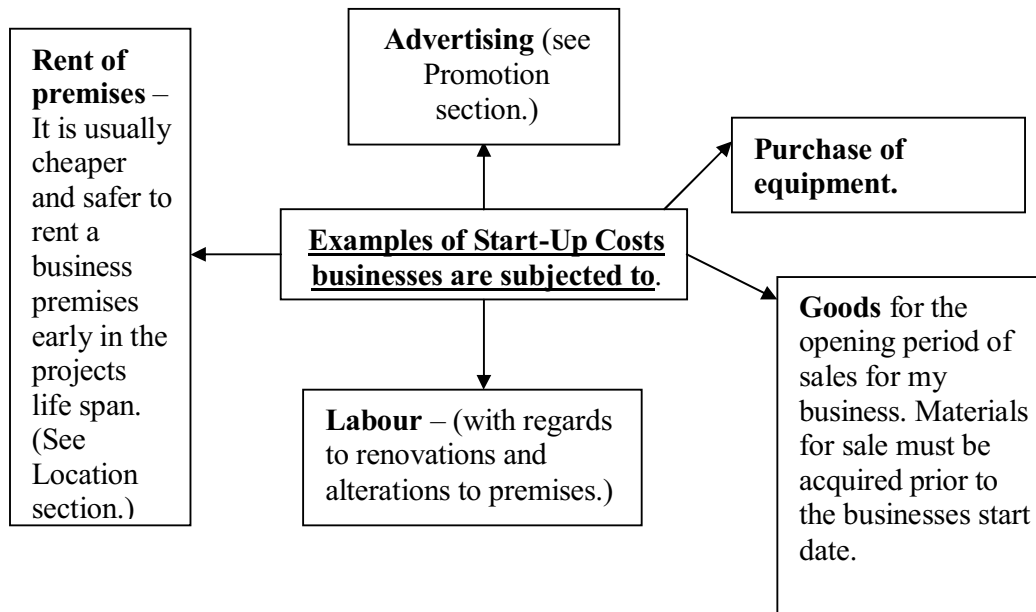 Advertising (see
Promotion
section.)
Rent of
premises –
It is usually
cheaper
and safer to
rent a
business
premises
early in the
projects
life span.
(See
Location
section.)
Purchase of
equipment.
Examples of Start-Up Costs
businesses are subjected to.
Goods for the
opening period of
sales for my
business. Materials
for sale must be
acquired prior to
the businesses start
date.
Labour – (with regards
to renovations and
alterations to premises.)